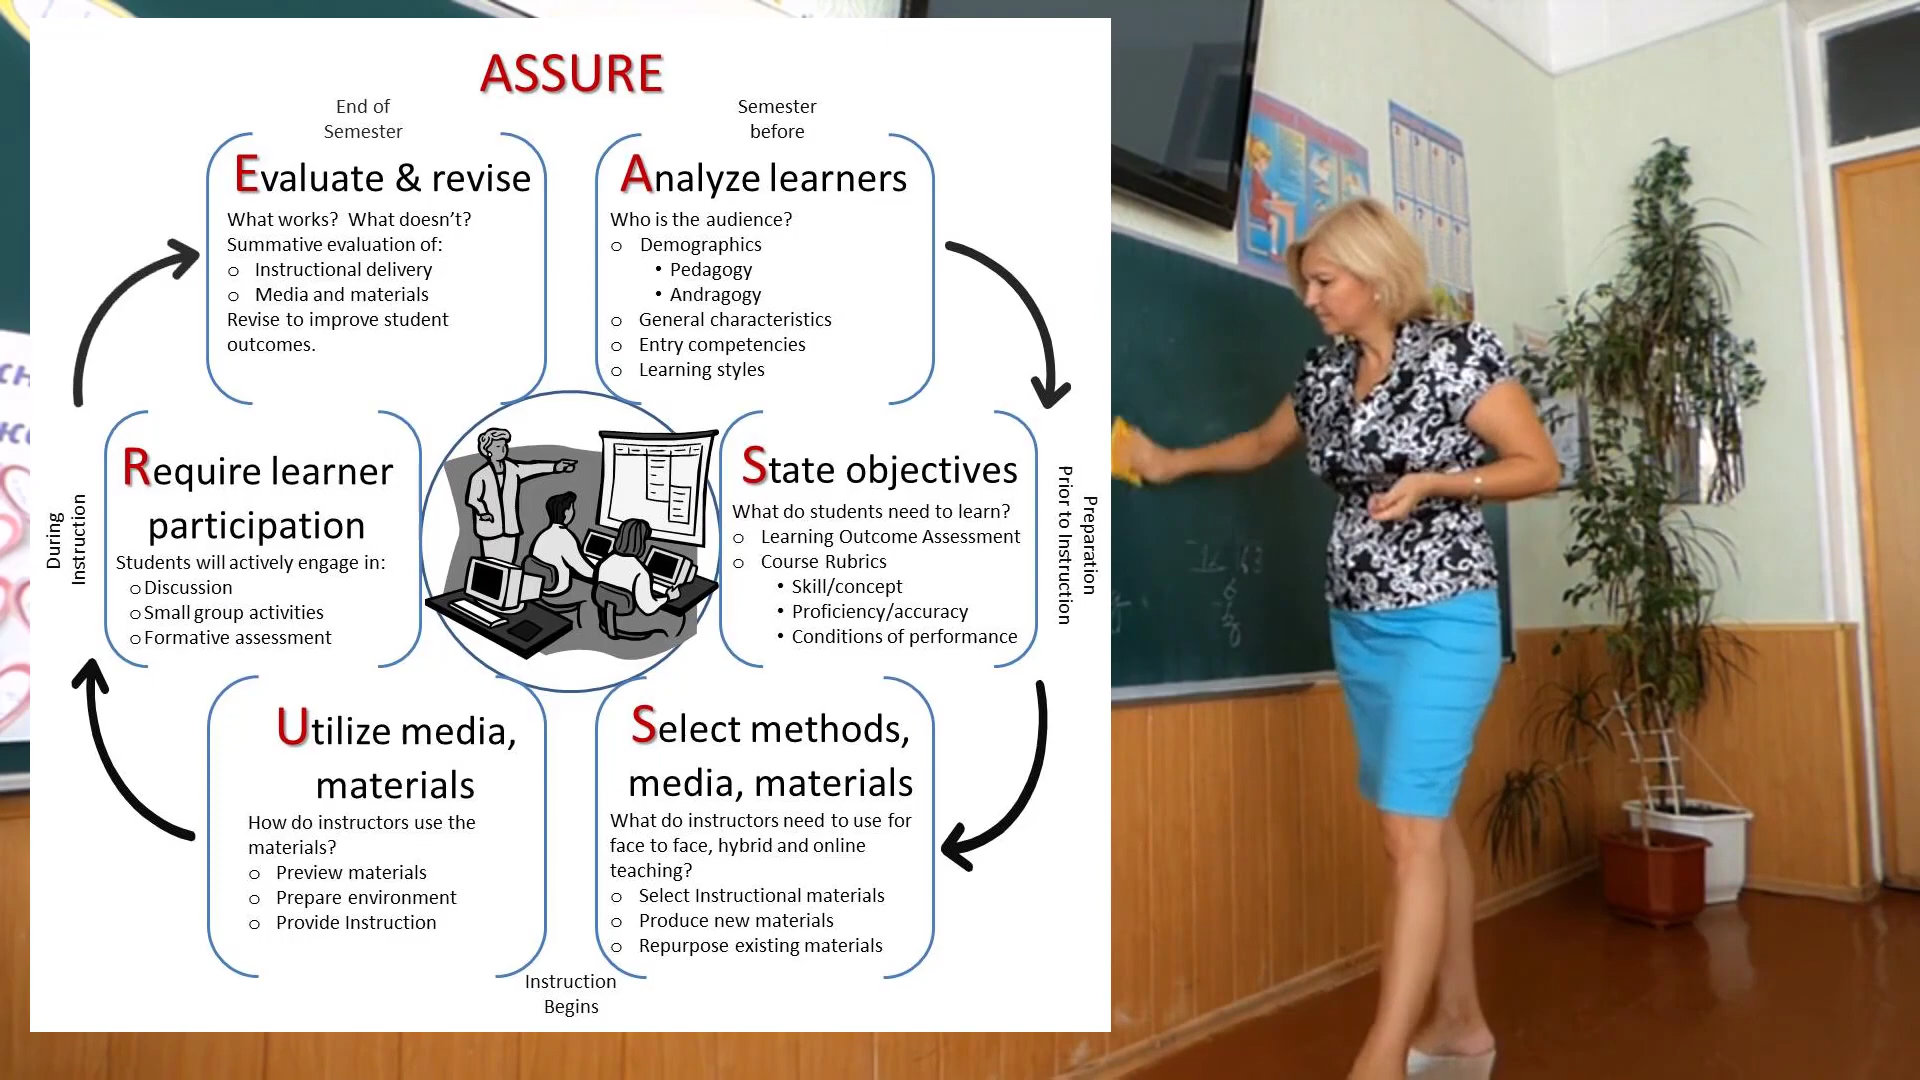 ASSURE
End of
Semester
Semester
before
Evaluate & revise
What works?  What doesn’t?
Summative evaluation of:
o Instructional delivery
o Media and materials
Revise to improve student
outcomes.
Analyze learners
Who is the audience?
o Demographics
• Pedagogy
• Andragogy
o General characteristics
o Entry competencies
o Learning styles
During
Instruction
Require learner
participation
Students will actively engage in:
o Discussion
o Small group activities
o Formative assessment
State objectives
What do students need to learn?
o Learning Outcome Assessment
o Course Rubrics
• Skill/concept
• Proficiency/accuracy
• Conditions of performance
Preparation
Prior to Instruction
Utilize media,
materials
How do instructors use the
materials?
o Preview materials
o Prepare environment
o Provide Instruction
Select methods,
media, materials
What do instructors need to use for
face to face, hybrid and online
teaching?
o Select Instructional materials
o Produce new materials
o Repurpose existing materials
Instruction
Begins